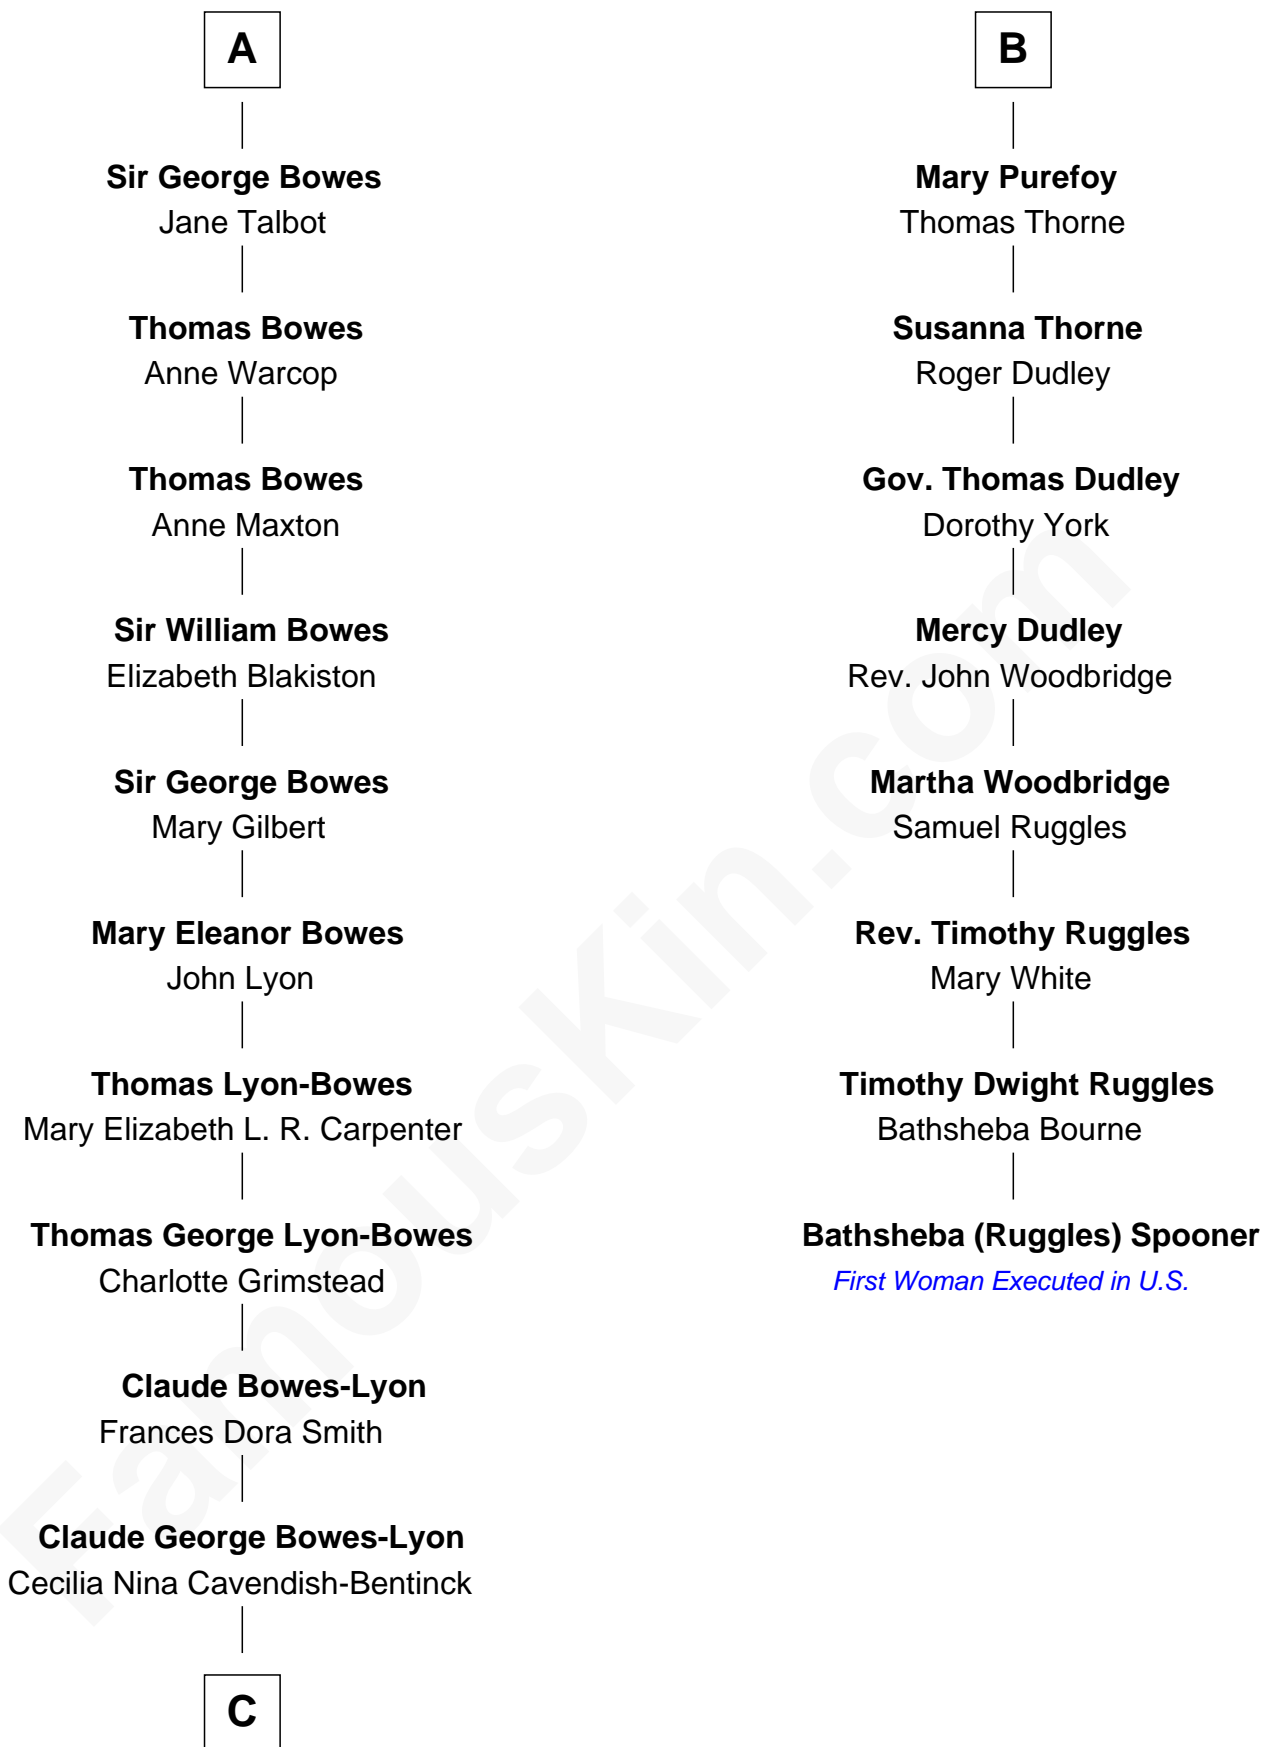 A
Sir George Bowes
Jane Talbot
Thomas Bowes
Anne Warcop
Thomas Bowes
Anne Maxton
Sir William Bowes
Elizabeth Blakiston
Sir George Bowes
Mary Gilbert
Mary Eleanor Bowes
John Lyon
Thomas Lyon-Bowes
Mary Elizabeth L. R. Carpenter
Thomas George Lyon-Bowes
Charlotte Grimstead
Claude Bowes-Lyon
Frances Dora Smith
Claude George Bowes-Lyon
Cecilia Nina Cavendish-Bentinck
C
B
Mary Purefoy
Thomas Thorne
Susanna Thorne
Roger Dudley
Gov. Thomas Dudley
Dorothy York
Mercy Dudley
Rev. John Woodbridge
Martha Woodbridge
Samuel Ruggles
Rev. Timothy Ruggles
Mary White
Timothy Dwight Ruggles
Bathsheba Bourne
Bathsheba (Ruggles) Spooner
First Woman Executed in U.S.
FamousKin.com